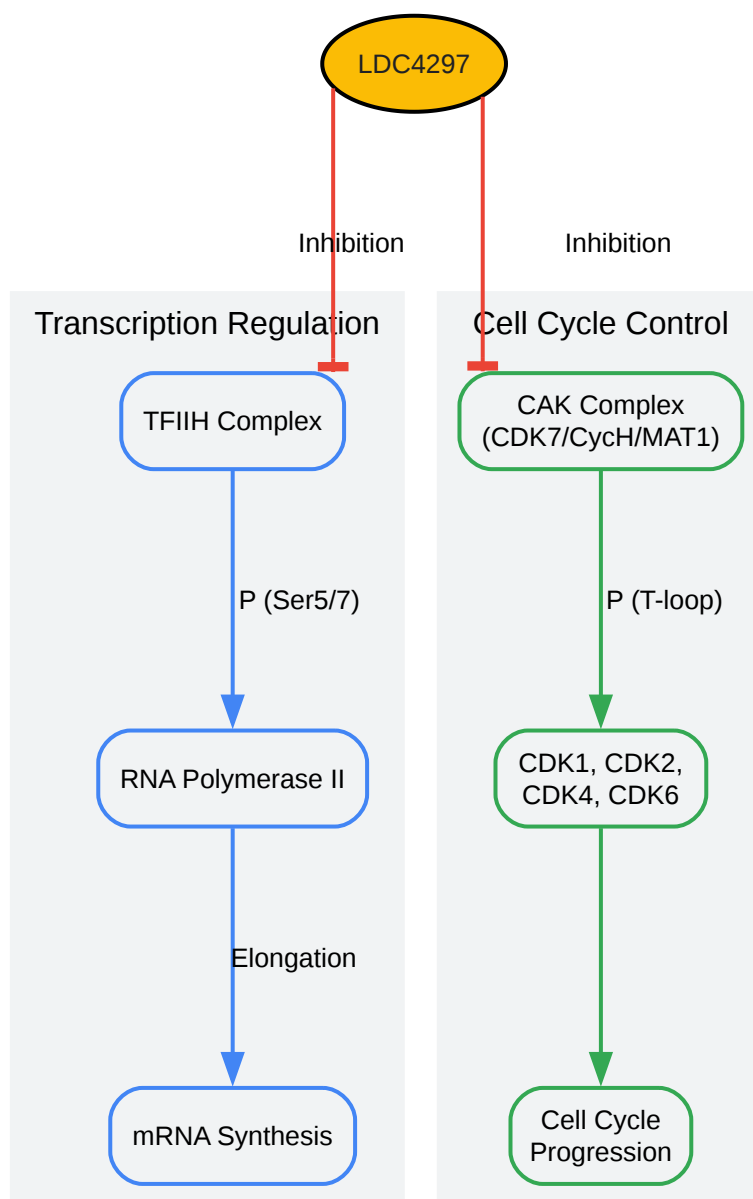 LDC4297
Inhibition
Inhibition
Transcription Regulation
Cell Cycle Control
TFIIH Complex
CAK Complex
(CDK7/CycH/MAT1)
P (Ser5/7)
P (T-loop)
RNA Polymerase II
CDK1, CDK2,
CDK4, CDK6
Elongation
mRNA Synthesis
Cell Cycle
Progression